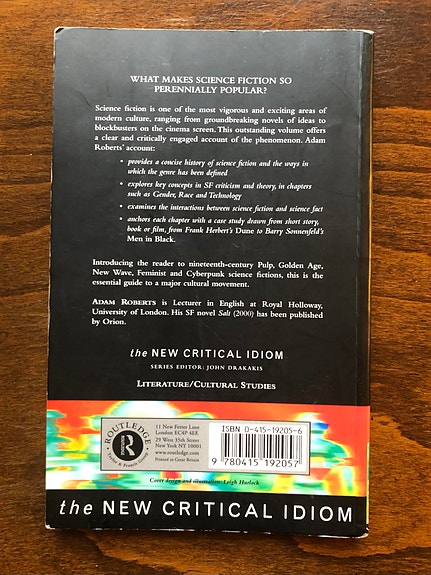 WHAT MAKES SCIENCE FICTION SO
PERENNIALLY POPULAR?
Science fiction is one of the most vigorous and exciting areas of
modern culture, ranging from groundbreaking novels of ideas to
blockbusters on the cinema screen. This outstanding volume offers
a clear and critically engaged account of the phenomenon. Adam
Roberts' account:
• provides a concise history of science fiction and the ways in
which the genre has been defined
• explores key concepts in SF criticism and theory, in chapters
such as Gender, Race and Technology
• examines the interactions between science fiction and science fact
• anchors each chapter with a case study drawn from short story,
book or film, from Frank Herbert's Dune to Barry Sonnenfeld's
Men in Black.
Introducing the reader to nineteenth-century Pulp, Golden Age,
New Wave, Feminist and Cyberpunk science fictions, this is the
essential guide to a major cultural movement.
ADAM ROBERTS is Lecturer in English at Royal Holloway,
University of London. His SF novel Salt (2000) has been published
by Orion.
the NEW CRITICAL IDIOM
SERIES EDITOR: JOHN DRAKAKIS
LITERATURE/CULTURAL STUDIES
ROUTLEDGE
R
Taylor & Francis Group
11 New Fetter Lane
London EC4P 4EE
29 West 35th Street
New York NY 10001
www.routledge.com
Printed in Great Britain
ISBN 0-415-19205-6
9 780415 192057
Cover design and illustration: Leigh Hurlock
the NEW CRITICAL IDIOM